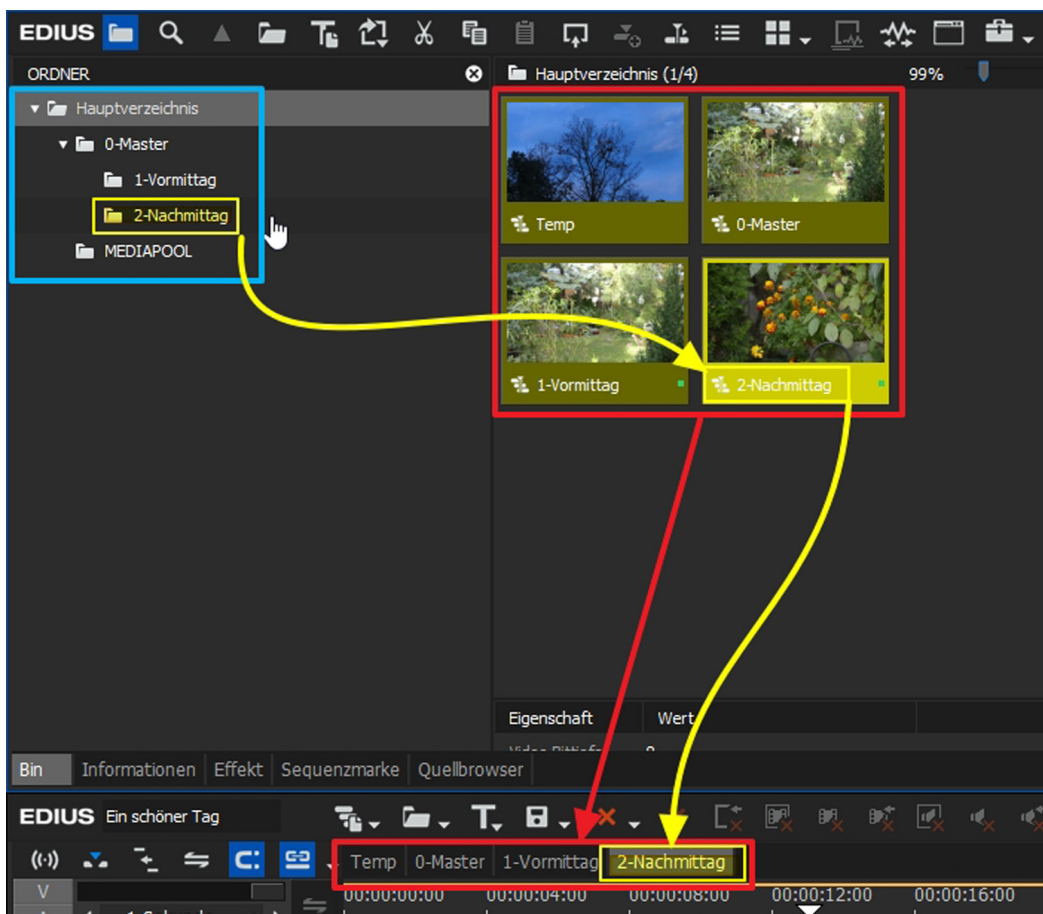 EDIUS
ORDNER
Hauptverzeichnis (1/4)
99%
Hauptverzeichnis
0-Master
1-Vormittag
2-Nachmittag
MEDIAPOOL
Temp
0-Master
1-Vormittag
2-Nachmittag
Eigenschaft Wert
Bin Informationen Effekt Sequenzmarke Quellbrowser
EDIUS Ein schöner Tag
Temp 0-Master 1-Vormittag 2-Nachmittag
V 00:00:00:00 00:00:04:00 00:00:08:00 00:00:12:00 00:00:16:00